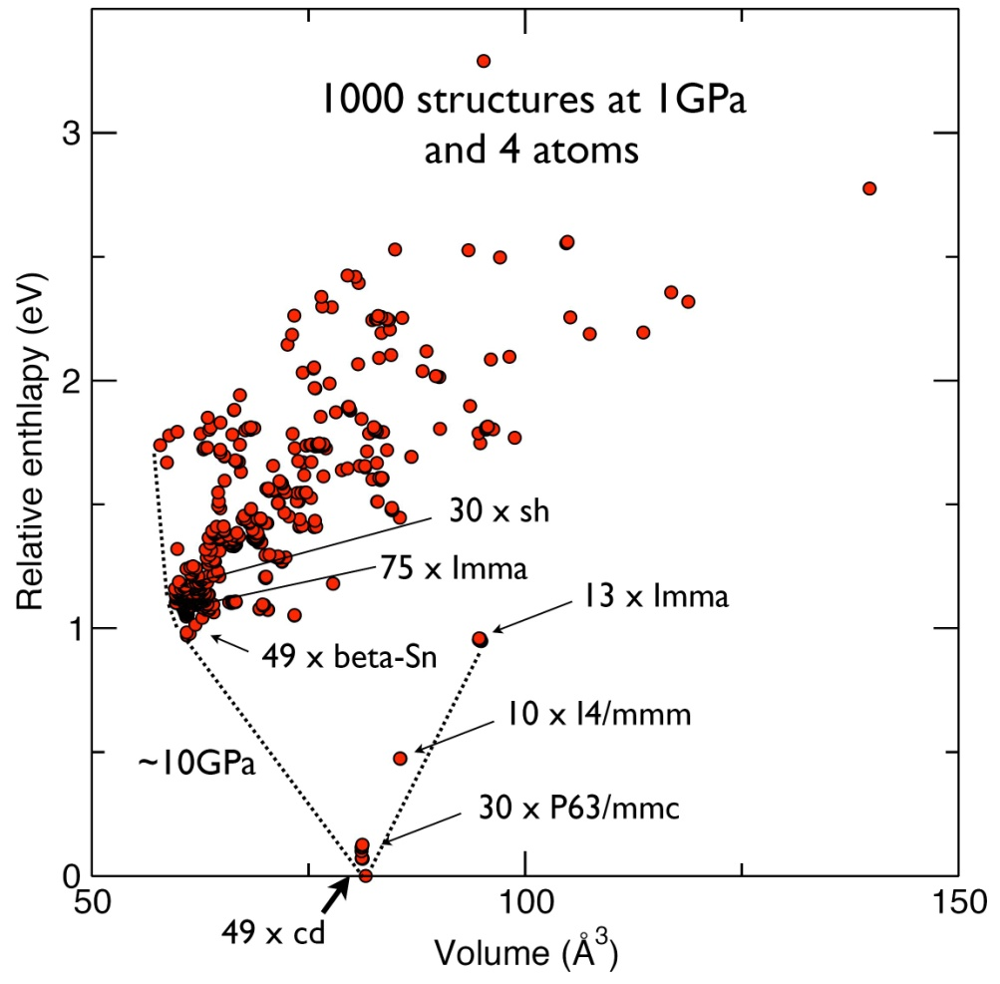 1000 structures at 1GPa
and 4 atoms
3
2
1
0
Relative enthlapy (eV)
30 x sh
75 x Imma
13 x Imma
49 x beta-Sn
10 x I4/mmm
~10GPa
30 x P63/mmc
50
100
150
49 x cd
Volume (Å³)